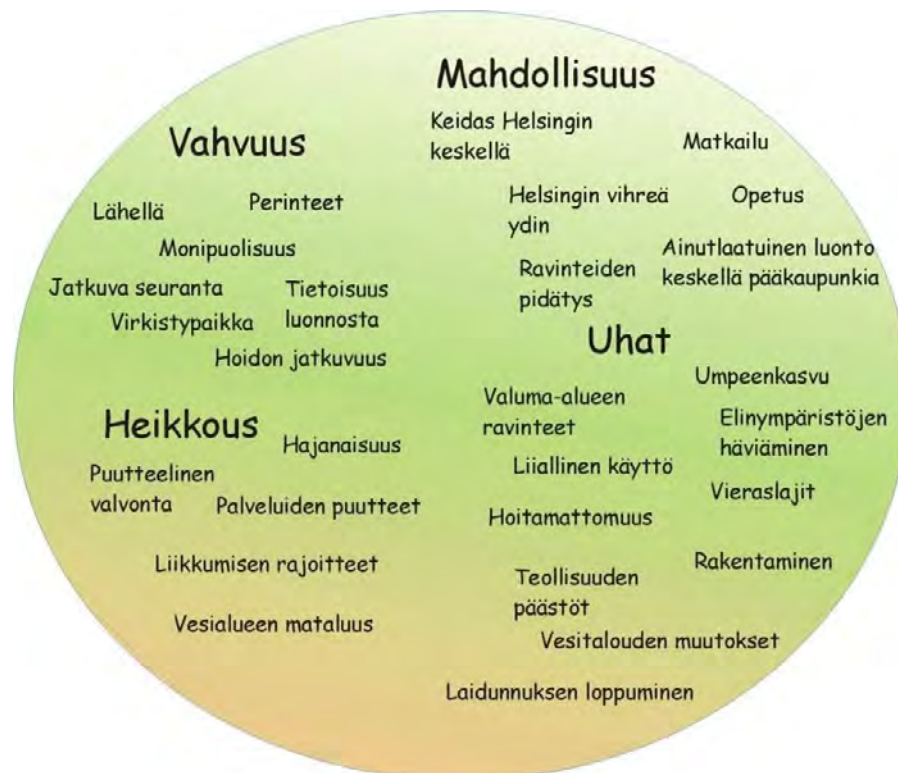 Vahvuus
Lähellä
Perinteet
Monipuolisuus
Jatkuva seuranta
Tietoisuus
luonnosta
Virkistypaikka
Hoidon jatkuvuus
Mahdollisuus
Keidas Helsingin
keskellä
Matkailu
Helsingin vihreä
ydin
Opetus
Ravinteiden
pidätys
Ainutlaatuinen luonto
keskellä pääkaupunkia
Heikkous
Hajanaisuus
Puutteelinen
valvonta
Palveluiden puutteet
Liikkumisen rajoitteet
Vesialueen mataluus
Uhat
Umpeenkasvu
Valuma-alueen
ravinteet
Elinympäristöjen
häviäminen
Liiallinen käyttö
Vieraslajit
Hoitamattomuus
Rakentaminen
Teollisuuden
päästöt
Vesitalouden muutokset
Laidunnuksen loppuminen